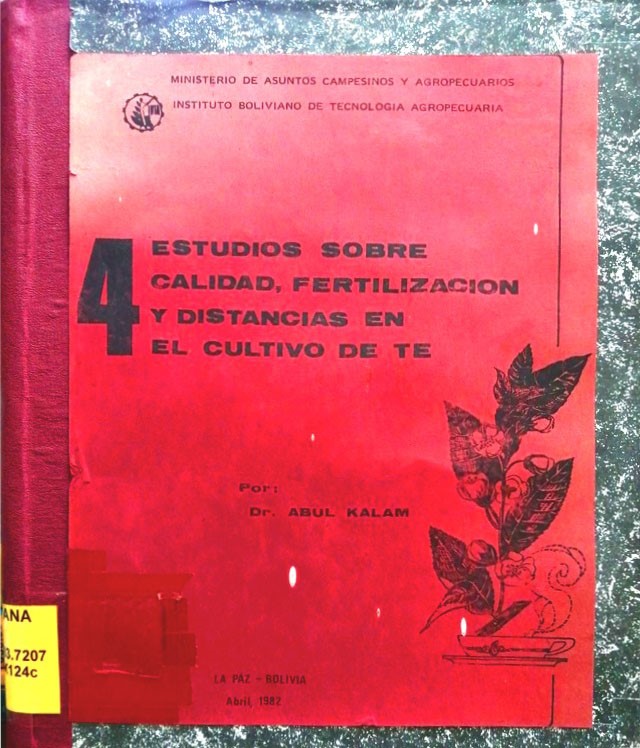 MINISTERIO DE ASUNTOS CAMPESINOS Y AGROPECUARIOS
INSTITUTO BOLIVIANO DE TECNOLOGIA AGROPECUARIA
4 ESTUDIOS SOBRE
CALIDAD, FERTILIZACION
Y DISTANCIAS EN
EL CULTIVO DE TE
Por:
Dr. ABUL KALAM
LA PAZ - BOLIVIA
Abril, 1982
ANA
3.7207
124c